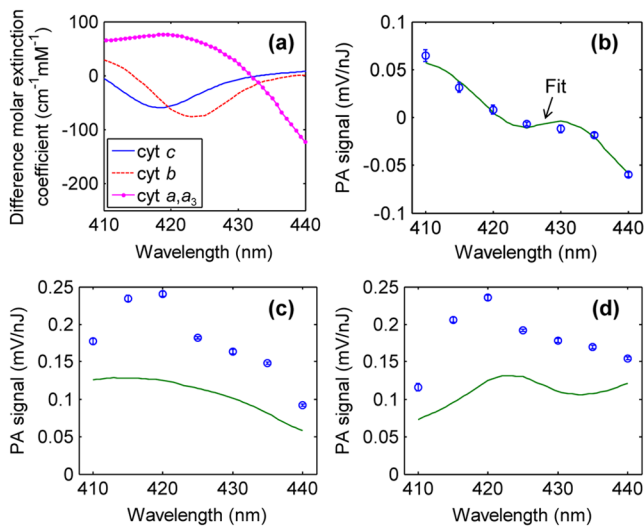 (a)
Difference molar extinction
coefficient (cm⁻¹mM⁻¹)
100
0
-100
-200
cyt c
cyt b
cyt a,a₃
410 420 430 440
Wavelength (nm)
(b)
PA signal (mV/nJ)
0.1
0.05
0
-0.05
-0.1
Fit
410 420 430 440
Wavelength (nm)
(c)
PA signal (mV/nJ)
0.25
0.2
0.15
0.1
0.05
0
410 420 430 440
Wavelength (nm)
(d)
PA signal (mV/nJ)
0.25
0.2
0.15
0.1
0.05
0
410 420 430 440
Wavelength (nm)